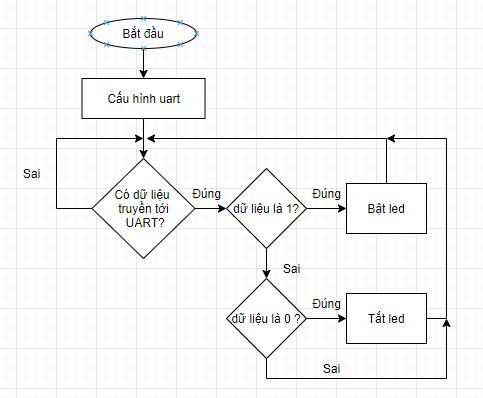 Bắt đầu
Cấu hình uart
Sai
Có dữ liệu
truyền tới
UART?
Đúng
dữ liệu là 1?
Đúng
Bật led
Sai
dữ liệu là 0 ?
Đúng
Tắt led
Sai